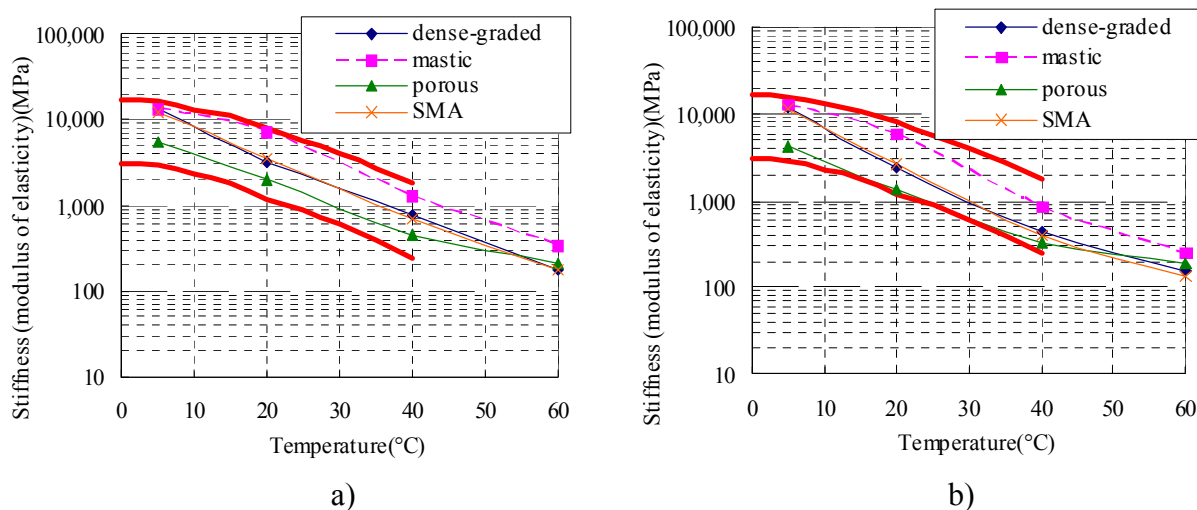 100,000
10,000
1,000
100
10
Stiffness (modulus of elasticity)(MPa)
0 10 20 30 40 50 60
Temperature(°C)
dense-graded
mastic
porous
SMA
a)
100,000
10,000
1,000
100
10
Stiffness (modulus of elasticity)(MPa)
0 10 20 30 40 50 60
Temperature(°C)
dense-graded
mastic
porous
SMA
b)